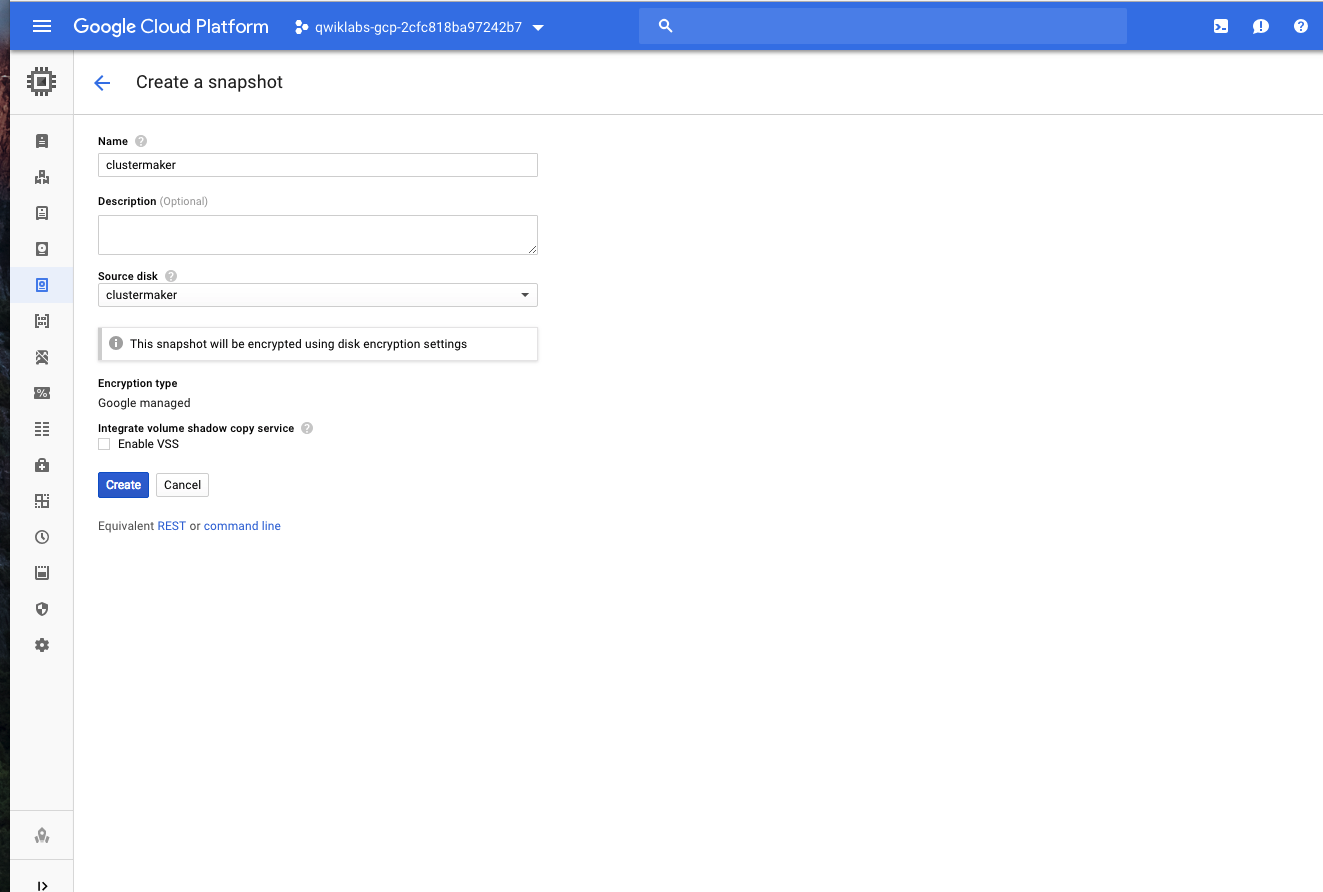 Google Cloud Platform
qwiklabs-gcp-2cfc818ba97242b7
Create a snapshot
Name
clustermaker
Description (Optional)
Source disk
clustermaker
This snapshot will be encrypted using disk encryption settings
Encryption type
Google managed
Integrate volume shadow copy service
Enable VSS
Create Cancel
Equivalent REST or command line